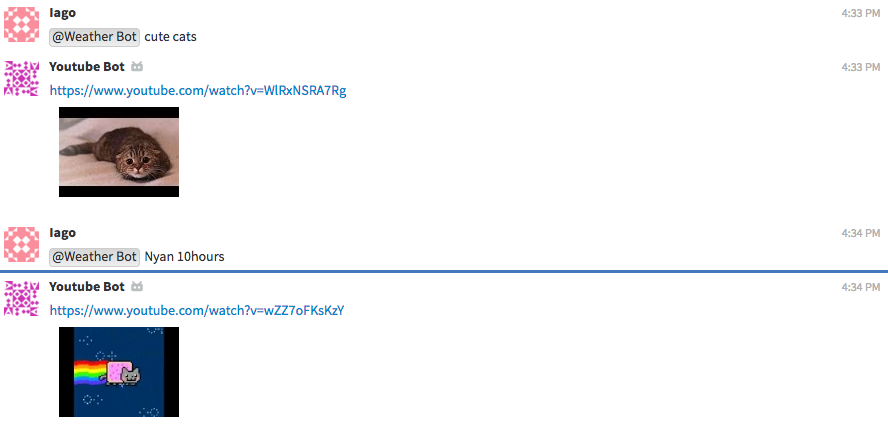 Iago 4:33 PM
@Weather Bot cute cats
Youtube Bot 4:33 PM
https://www.youtube.com/watch?v=WlRxNSRA7Rg
Iago 4:34 PM
@Weather Bot Nyan 10hours
Youtube Bot 4:34 PM
https://www.youtube.com/watch?v=wZZ7oFKsKzY